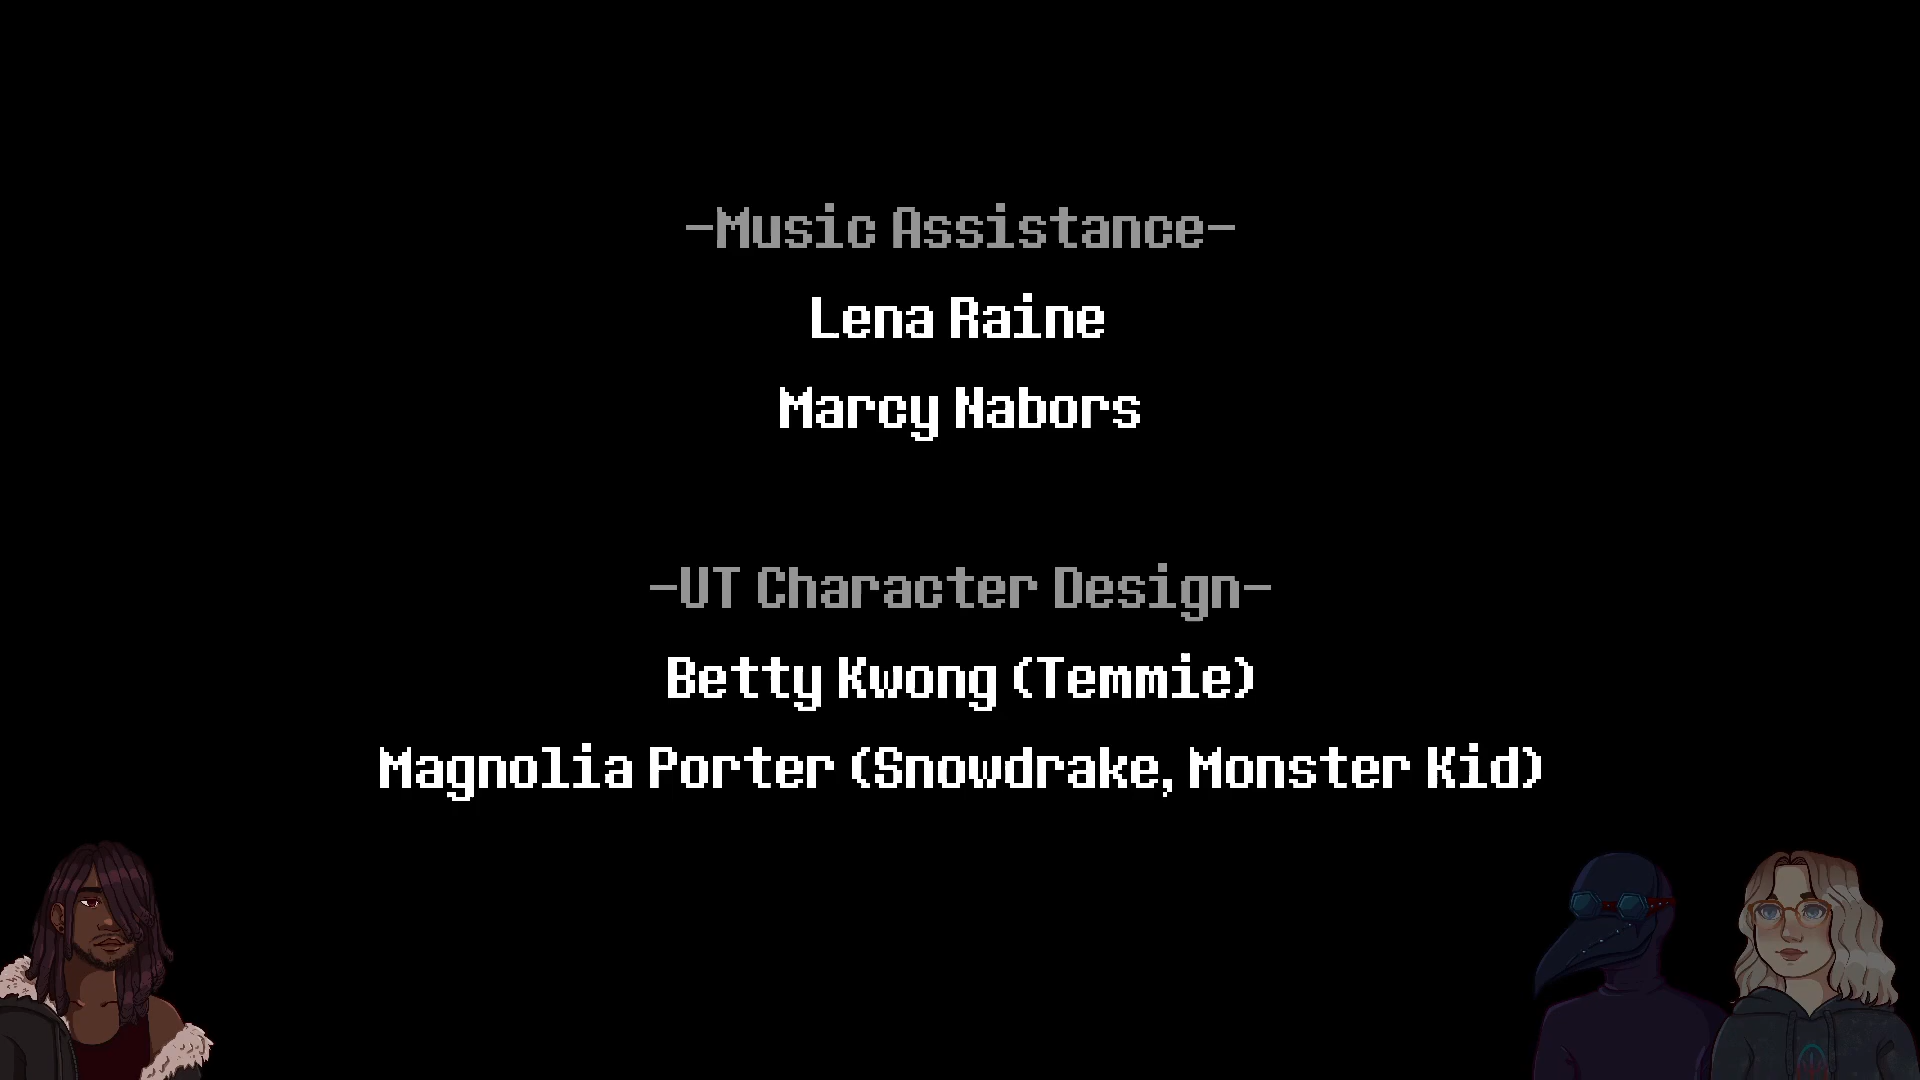 -Music Assistance-
Lena Raine
Marcy Nabors
-UT Character Design-
Betty Kwong (Temmie)
Magnolia Porter (Snowdrake, Monster Kid)